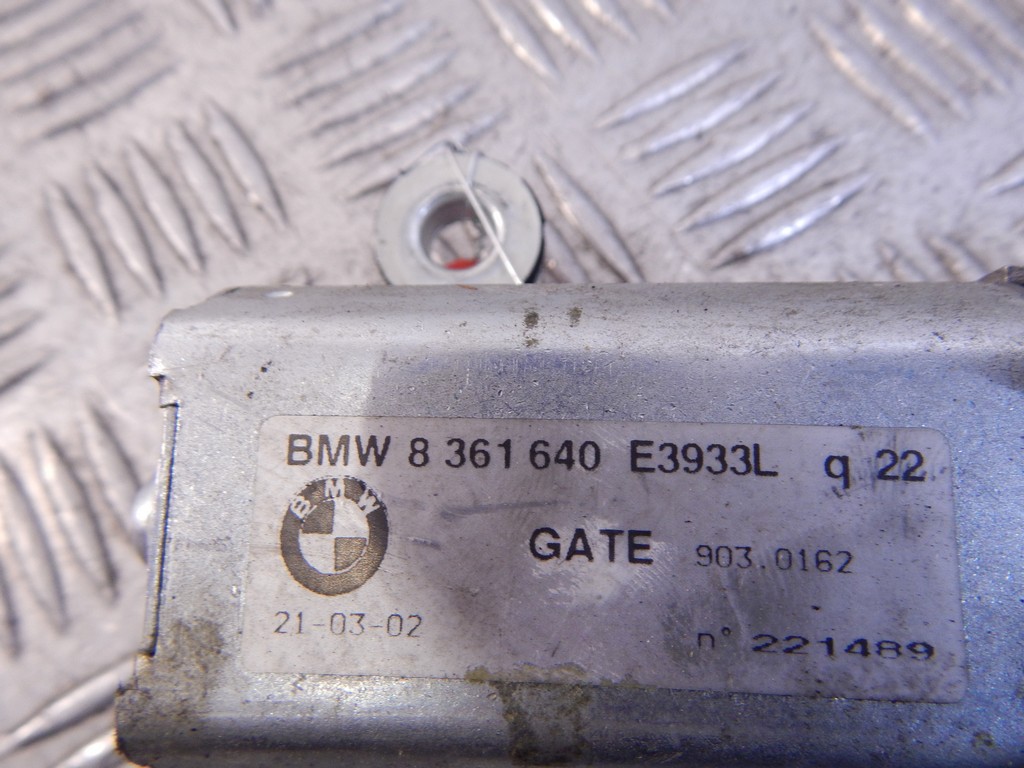 BMW 8 361 640 E3933L q 22
BMW
GATE 903.0162
21-03-02
n° 221489